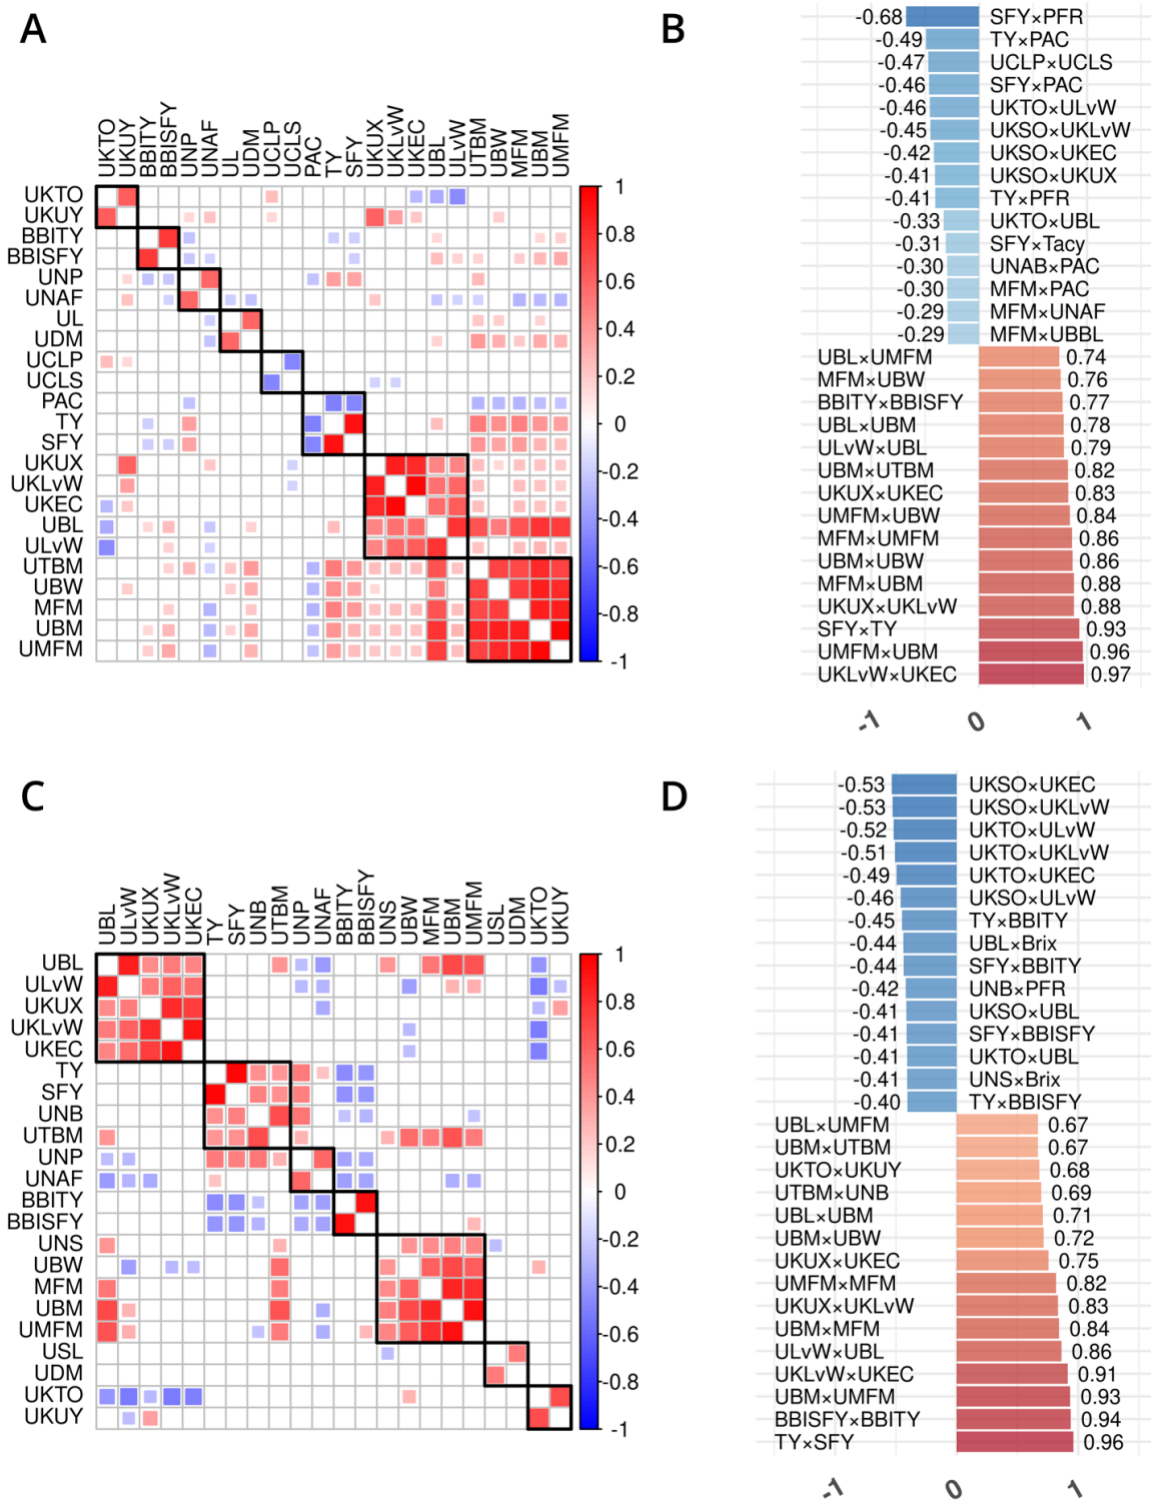 A
UKTO
UKUY
BBITY
BBISFY
UNP
UNAF
UL
UDM
UCLP
UCLS
PAC
TY
SFY
UKUX
UKLvW
UKEC
UBL
ULvW
UTBM
UBW
MFM
UBM
UMFM
UKTO
UKUY
BBITY
BBISFY
UNP
UNAF
UL
UDM
UCLP
UCLS
PAC
TY
SFY
UKUX
UKLvW
UKEC
UBL
ULvW
UTBM
UBW
MFM
UBM
UMFM
1
0.8
0.6
0.4
0.2
0
-0.2
-0.4
-0.6
-0.8
-1
B
-0.68 SFY×PFR
-0.49 TY×PAC
-0.47 UCLP×UCLS
-0.46 SFY×PAC
-0.46 UKTO×ULvW
-0.45 UKSO×UKLvW
-0.42 UKSO×UKEC
-0.41 UKSO×UKUX
-0.41 TY×PFR
-0.33 UKTO×UBL
-0.31 SFY×Tacy
-0.30 UNAB×PAC
-0.30 MFM×PAC
-0.29 MFM×UNAF
-0.29 MFM×UBBL
UBL×UMFM 0.74
MFM×UBW 0.76
BBITY×BBISFY 0.77
UBL×UBM 0.78
ULvW×UBL 0.79
UBM×UTBM 0.82
UKUX×UKEC 0.83
UMFM×UBW 0.84
MFM×UMFM 0.86
UBM×UBW 0.86
MFM×UBM 0.88
UKUX×UKLvW 0.88
SFY×TY 0.93
UMFM×UBM 0.96
UKLvW×UKEC 0.97
-1 0 1
C
UBL
ULvW
UKUX
UKLvW
UKEC
TY
SFY
UNB
UTBM
UNP
UNAF
BBITY
BBISFY
UNS
UBW
MFM
UBM
UMFM
USL
UDM
UKTO
UKUY
UBL
ULvW
UKUX
UKLvW
UKEC
TY
SFY
UNB
UTBM
UNP
UNAF
BBITY
BBISFY
UNS
UBW
MFM
UBM
UMFM
USL
UDM
UKTO
UKUY
1
0.8
0.6
0.4
0.2
0
-0.2
-0.4
-0.6
-0.8
-1
D
-0.53 UKSO×UKEC
-0.53 UKSO×UKLvW
-0.52 UKTO×ULvW
-0.51 UKTO×UKLvW
-0.49 UKTO×UKEC
-0.46 UKSO×ULvW
-0.45 TY×BBITY
-0.44 UBL×Brix
-0.44 SFY×BBITY
-0.42 UNB×PFR
-0.41 UKSO×UBL
-0.41 SFY×BBISFY
-0.41 UKTO×UBL
-0.41 UNS×Brix
-0.40 TY×BBISFY
UBL×UMFM 0.67
UBM×UTBM 0.67
UKTO×UKUY 0.68
UTBM×UNB 0.69
UBL×UBM 0.71
UBM×UBW 0.72
UKUX×UKEC 0.75
UMFM×MFM 0.82
UKUX×UKLvW 0.83
UBM×MFM 0.84
ULvW×UBL 0.86
UKLvW×UKEC 0.91
UBM×UMFM 0.93
BBISFY×BBITY 0.94
TY×SFY 0.96
-1 0 1